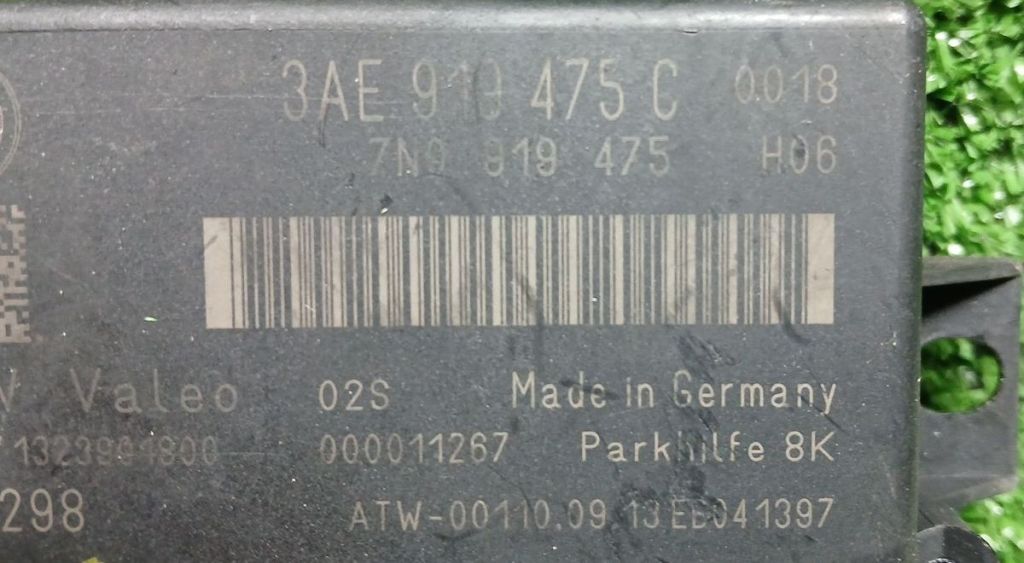 3AE 919 475 C 0018
7N0 919 475 H06
Valeo 02S Made in Germany
000011267 Parkhilfe 8K
298 ATW-00110.09 13 041397